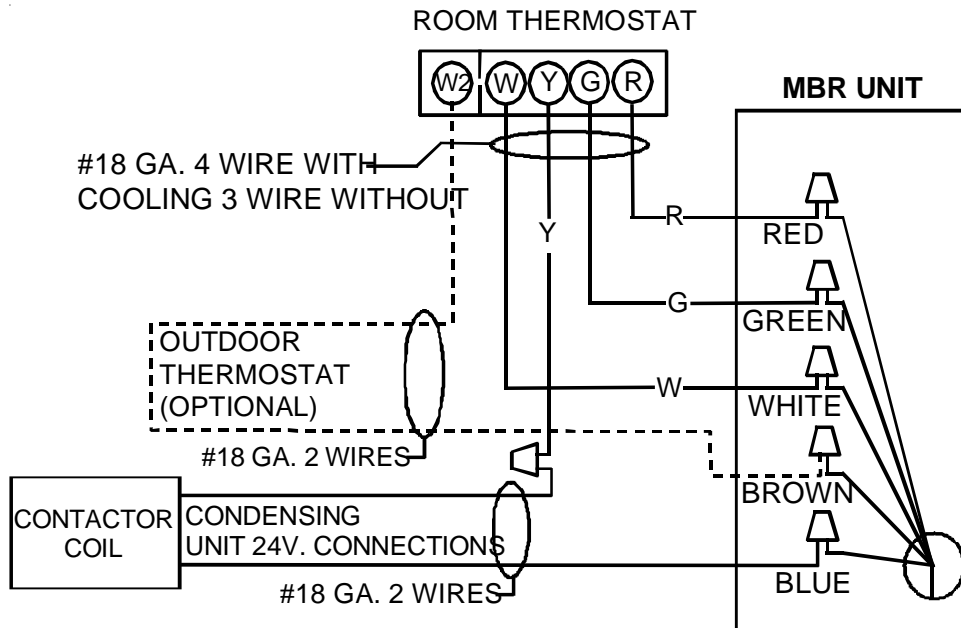 ROOM THERMOSTAT
W2 W Y G R
MBR UNIT
#18 GA. 4 WIRE WITH
COOLING 3 WIRE WITHOUT
R
RED
Y
G
GREEN
OUTDOOR
THERMOSTAT
(OPTIONAL)
W
WHITE
#18 GA. 2 WIRES
BROWN
CONTACTOR
COIL
CONDENSING
UNIT 24V. CONNECTIONS
BLUE
#18 GA. 2 WIRES